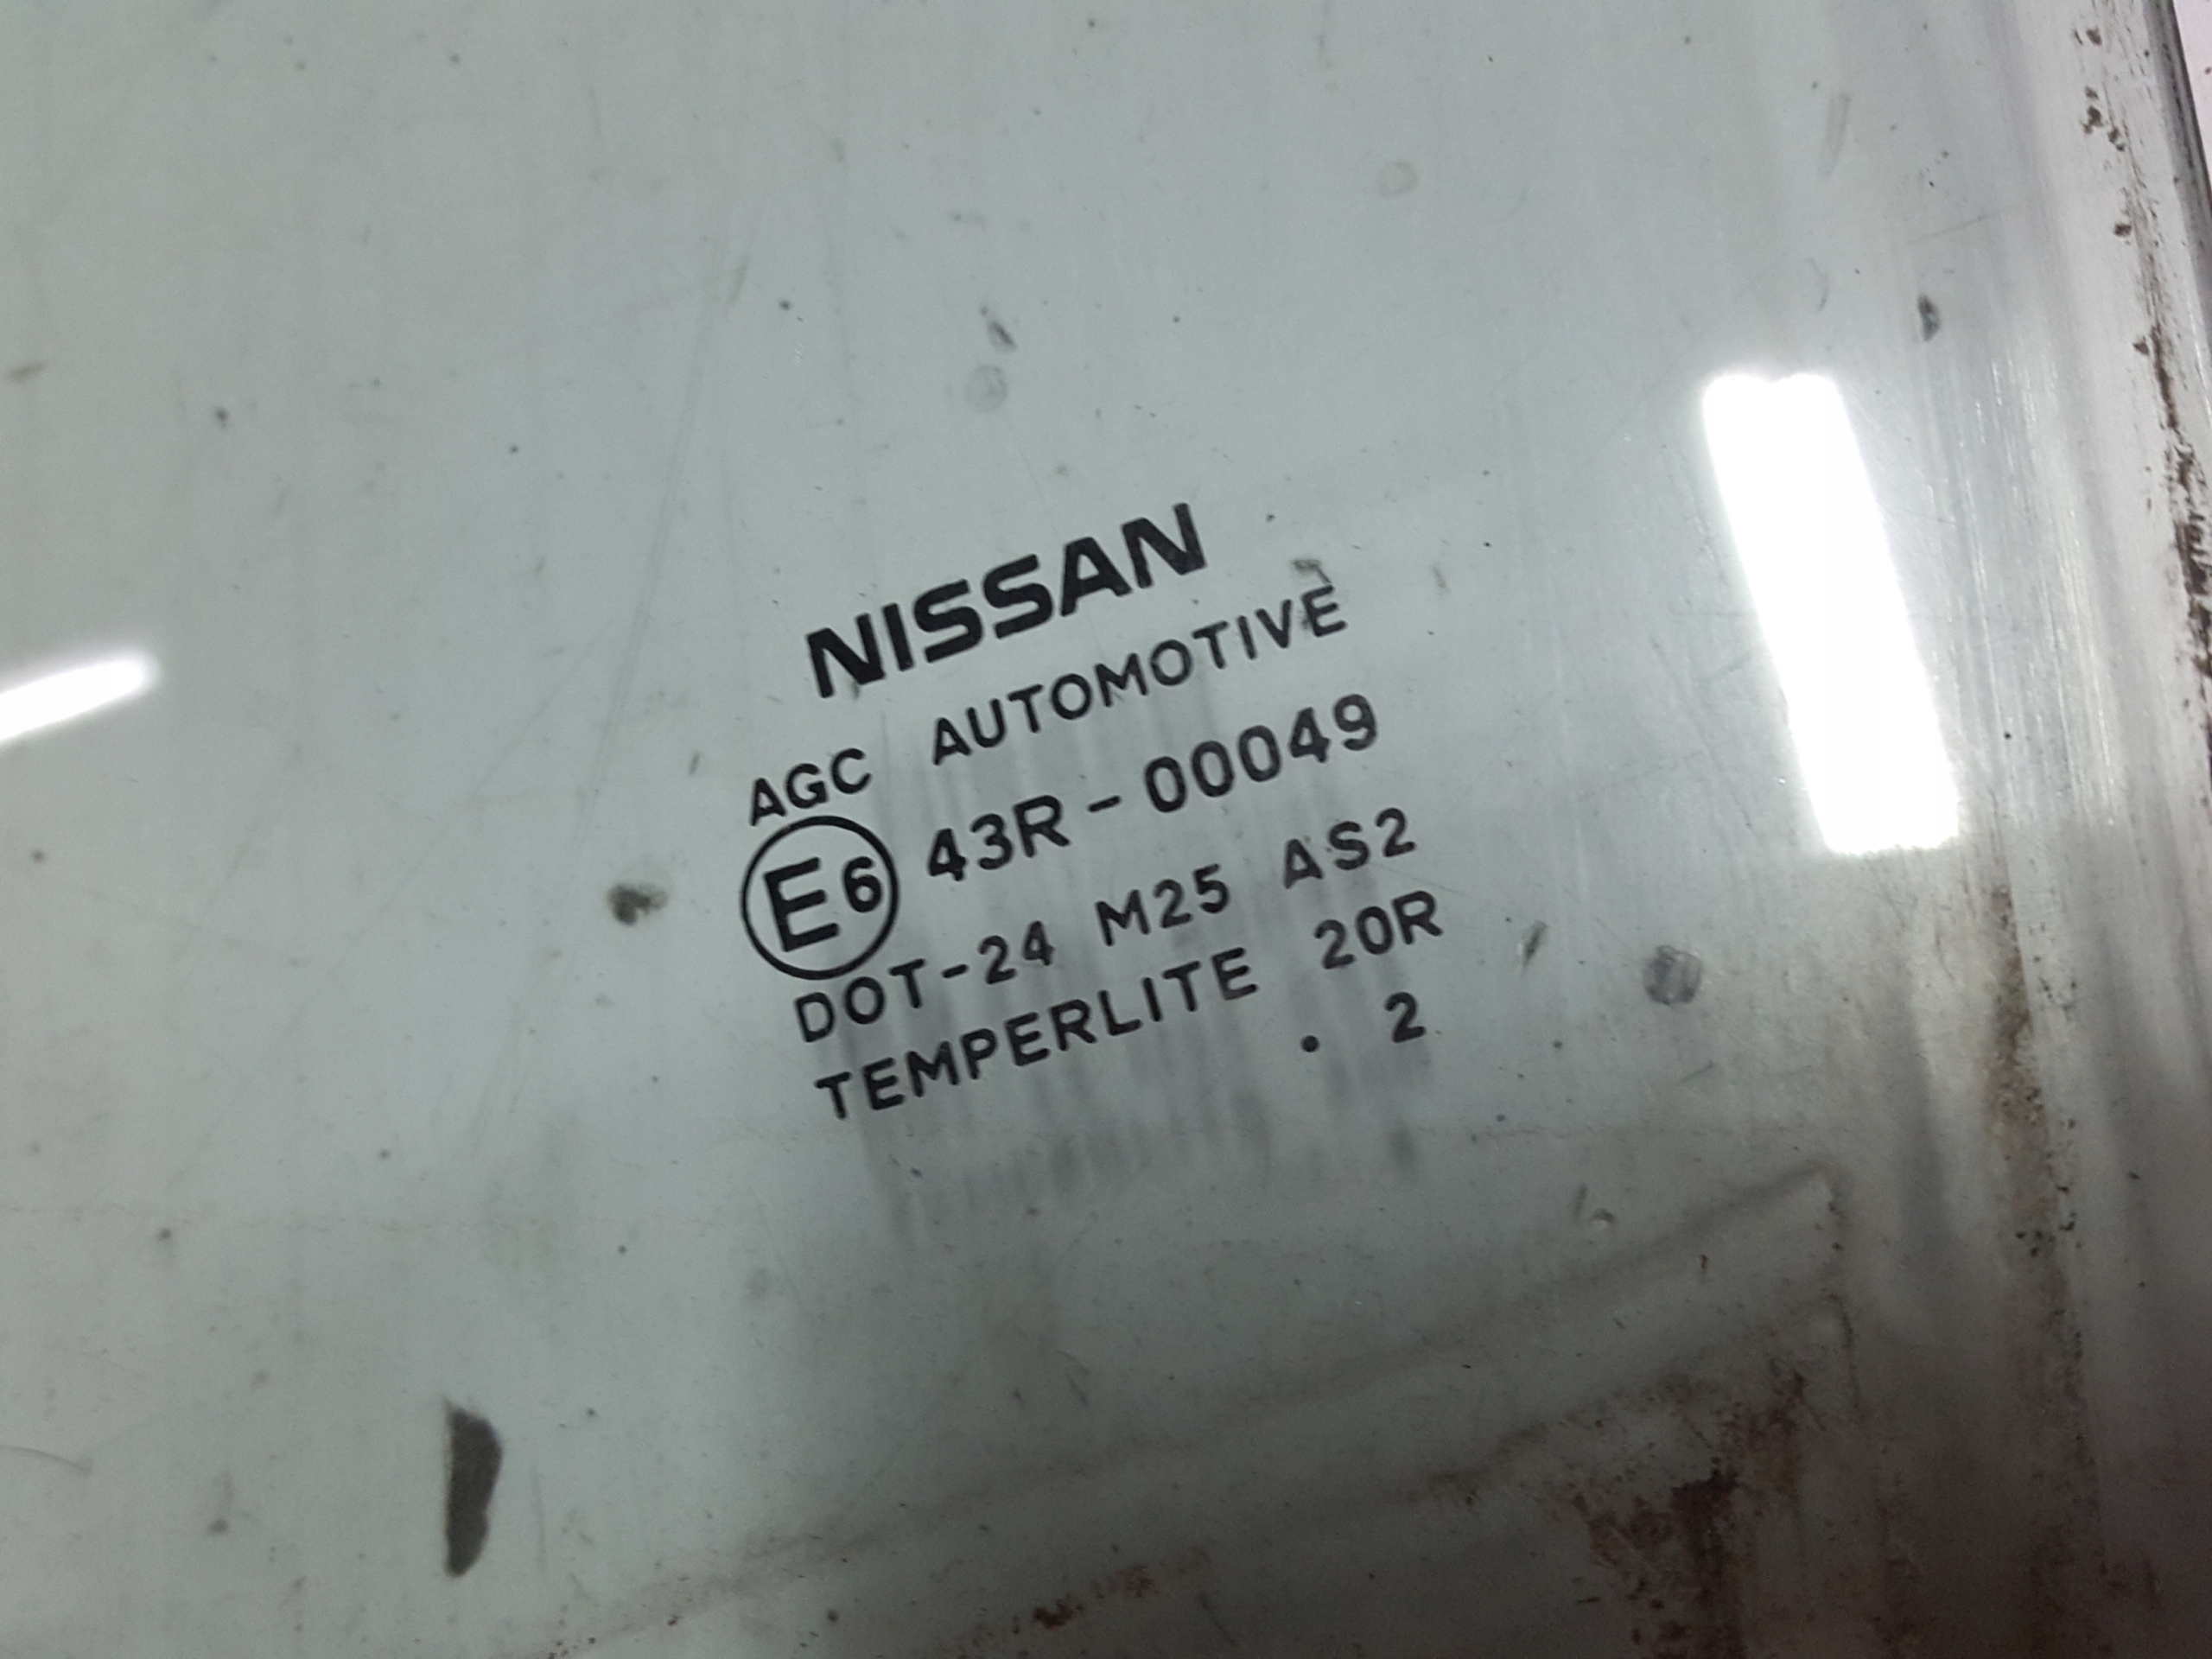 NISSAN
AGC AUTOMOTIVE
E6 43R-00049
DOT-24 M25 AS2
TEMPERLITE 20R
. 2